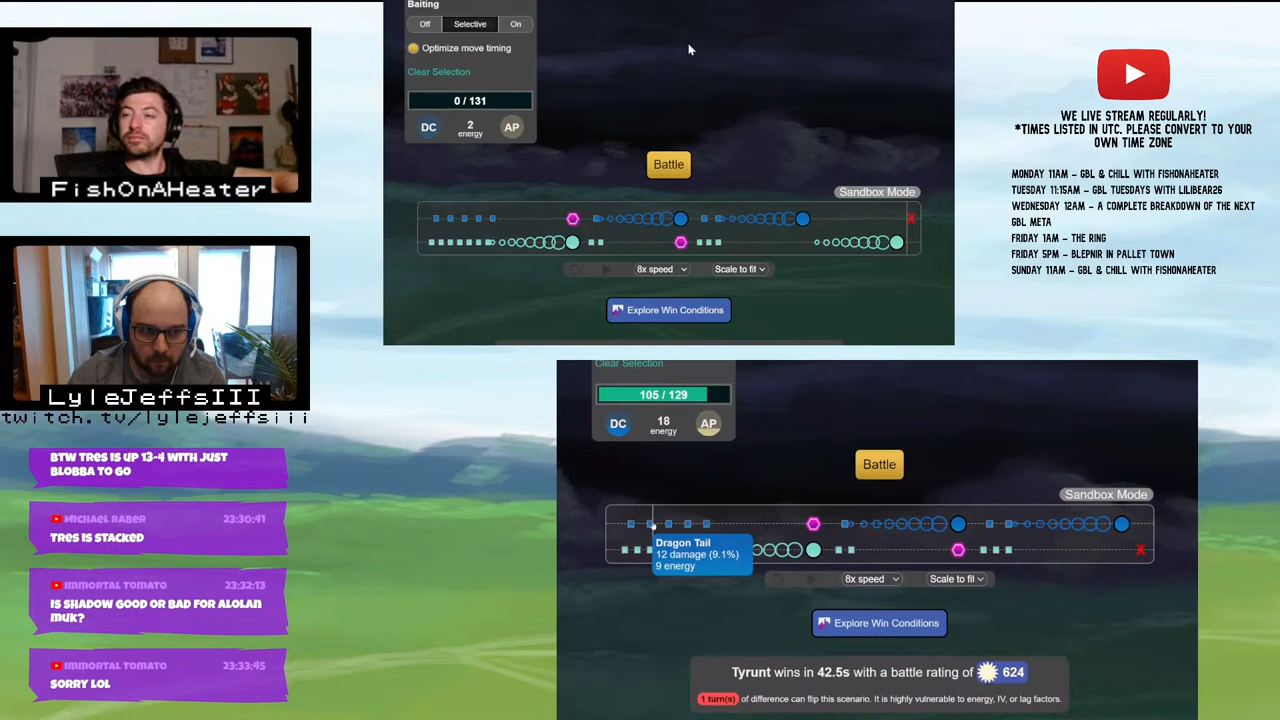 FishOnAHeater
LyleJeffsIII
twitch.tv/lylejeffsiii
BTW TRES IS UP 13-4 WITH JUST
BLOBBA TO GO
MICHAEL RABER 23:30:41
TRES IS STACKED
IMMORTAL TOMATO 23:32:13
IS SHADOW GOOD OR BAD FOR ALOLAN
MUK?
IMMORTAL TOMATO 23:33:45
SORRY LOL
Baiting
Off Selective On
Optimize move timing
Clear Selection
0 / 131
DC 2 AP
energy
Battle
Sandbox Mode
8x speed Scale to fit
Explore Win Conditions
WE LIVE STREAM REGULARLY!
*TIMES LISTED IN UTC. PLEASE CONVERT TO YOUR
OWN TIME ZONE
MONDAY 11AM – GBL & CHILL WITH FISHONAHEATER
TUESDAY 11:15AM – GBL TUESDAYS WITH LILIBEAR26
WEDNESDAY 12AM – A COMPLETE BREAKDOWN OF THE
GBL META
FRIDAY 1AM – THE RING
FRIDAY 5PM – BLEPNIR IN PALLET TOWN
SUNDAY 11AM – GBL & CHILL WITH FISHONAHEATER
Clear Selection
105 / 129
DC 18 AP
energy
Battle
Sandbox Mode
Dragon Tail
12 damage (9.1%)
9 energy
8x speed Scale to fit
Explore Win Conditions
Tyrunt wins in 42.5s with a battle rating of 624
1 turn(s) of difference can flip this scenario. It is highly vulnerable to energy, IV, or lag factors.